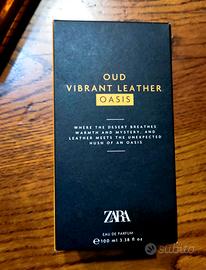 OUD
VIBRANT LEATHER
OASIS
WHERE THE DESERT BREATHES
WARMTH AND MYSTERY, AND
LEATHER MEETS THE UNEXPECTED
HUSH OF AN OASIS
ZARA
EAU DE PARFUM
℮ 100 ml 3.38 fl. oz
subito